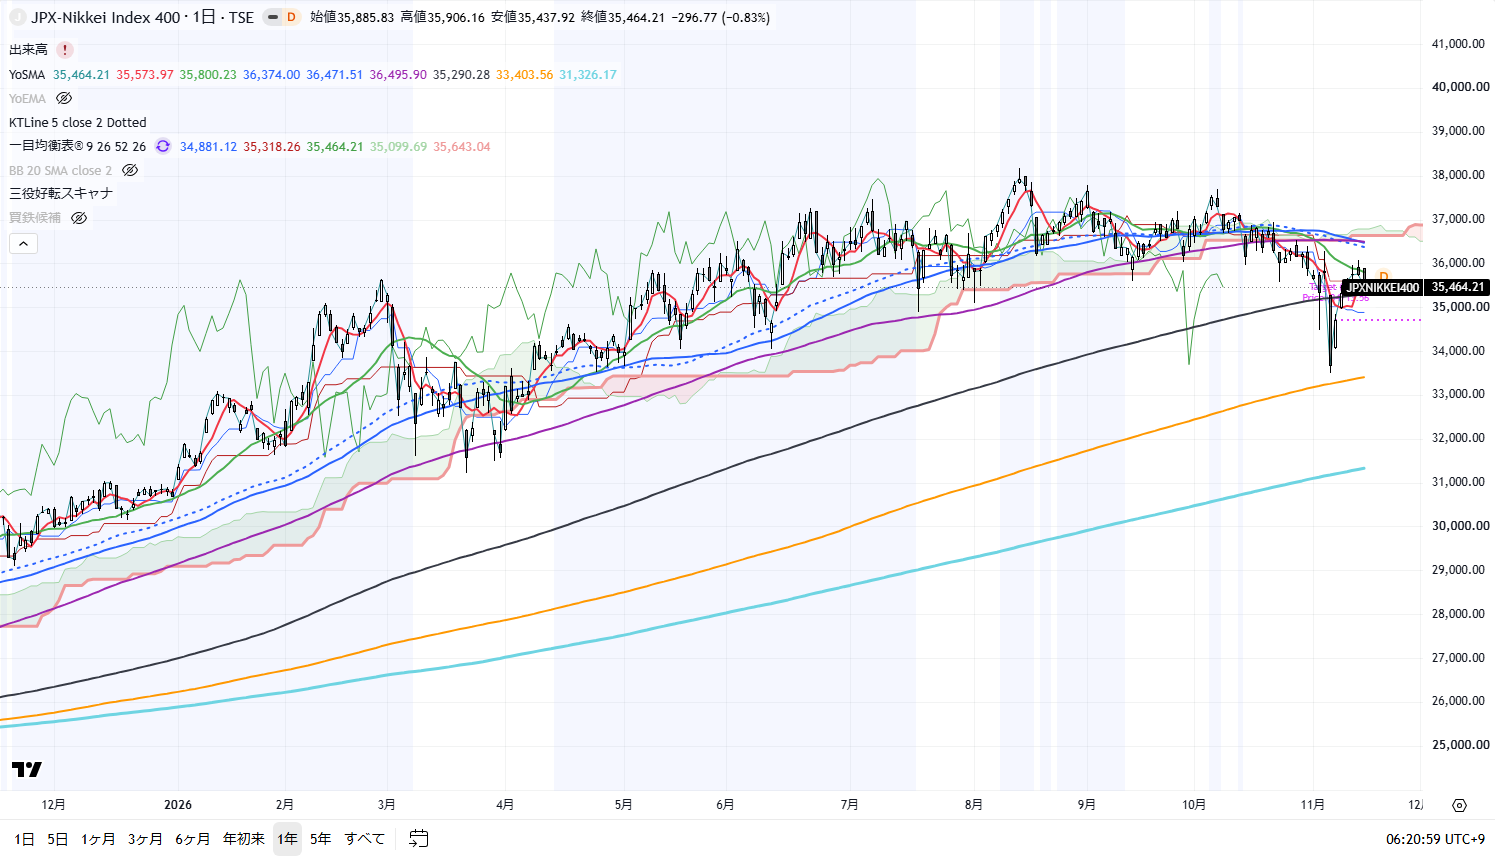 J JPX-Nikkei Index 400 · 1日 · TSE D 始値35,885.83 高値35,906.16 安値35,437.92 終値35,464.21 −296.77 (−0.83%)
出来高 !
YoSMA 35,464.21 35,573.97 35,800.23 36,374.00 36,471.51 36,495.90 35,290.28 33,403.56 31,326.17
YoEMA
KTLine 5 close 2 Dotted
一目均衡表® 9 26 52 26 34,881.12 35,318.26 35,464.21 35,099.69 35,643.04
BB 20 SMA close 2
三役好転スキャナ
買鉄候補
41,000.00
40,000.00
39,000.00
38,000.00
37,000.00
36,000.00
D
JPXNIKKEI400 35,464.21
35,000.00
34,000.00
33,000.00
32,000.00
31,000.00
30,000.00
29,000.00
28,000.00
27,000.00
26,000.00
25,000.00
12月 2026 2月 3月 4月 5月 6月 7月 8月 9月 10月 11月
1日 5日 1ヶ月 3ヶ月 6ヶ月 年初来 1年 5年 すべて 06:20:59 UTC+9